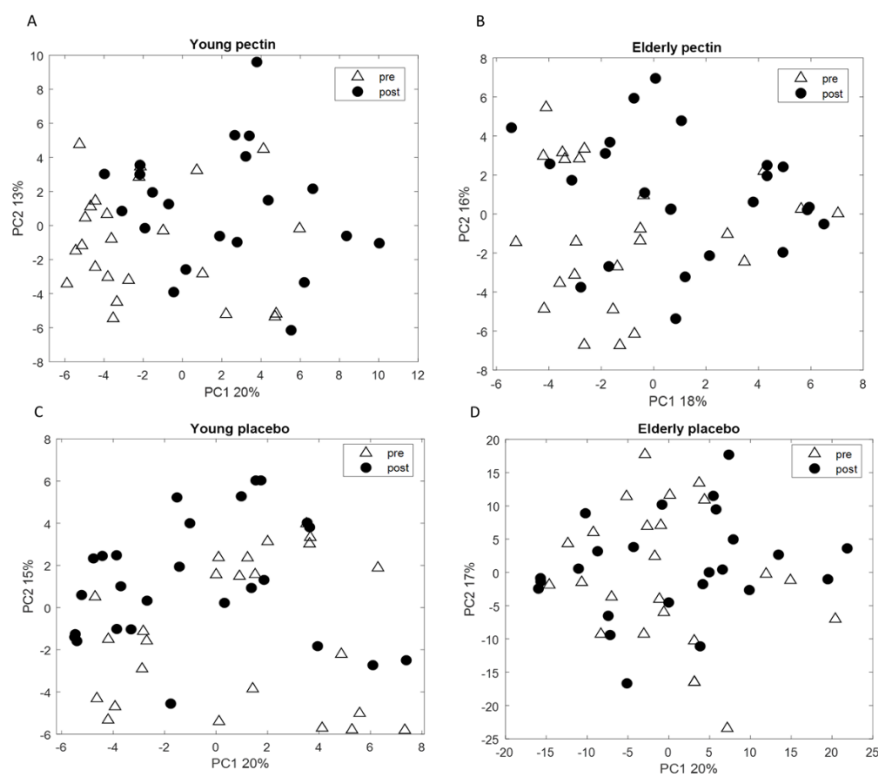 A
Young pectin
10
8
6
4
2
0
-2
-4
-6
-8
PC2 13%
-6 -4 -2 0 2 4 6 8 10 12
PC1 20%
pre
post
B
Elderly pectin
8
6
4
2
0
-2
-4
-6
-8
PC2 16%
-6 -4 -2 0 2 4 6 8
PC1 18%
pre
post
C
Young placebo
8
6
4
2
0
-2
-4
-6
PC2 15%
-6 -4 -2 0 2 4 6 8
PC1 20%
pre
post
D
Elderly placebo
20
15
10
5
0
-5
-10
-15
-20
-25
PC2 17%
-20 -15 -10 -5 0 5 10 15 20 25
PC1 20%
pre
post